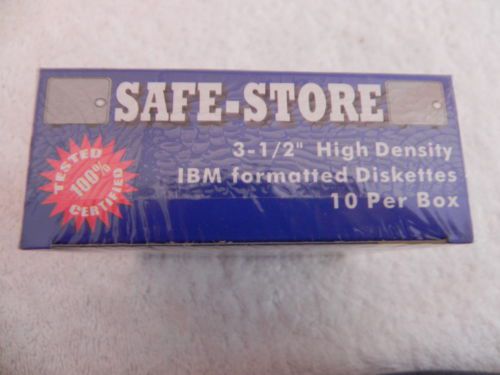 SAFE-STORE
3-1/2" High Density
IBM formatted Diskettes
10 Per Box
TESTED
100%
CERTIFIED